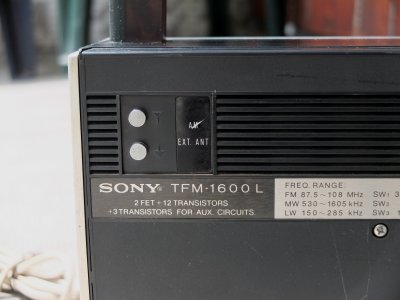 EXT. ANT
SONY TFM-1600L
2 FET + 12 TRANSISTORS
+3 TRANSISTORS FOR AUX. CIRCUITS
FREQ. RANGE:
FM 87.5~108 MHz SW1 3
MW 530~1605 kHz SW2
LW 150~285 kHz SW3